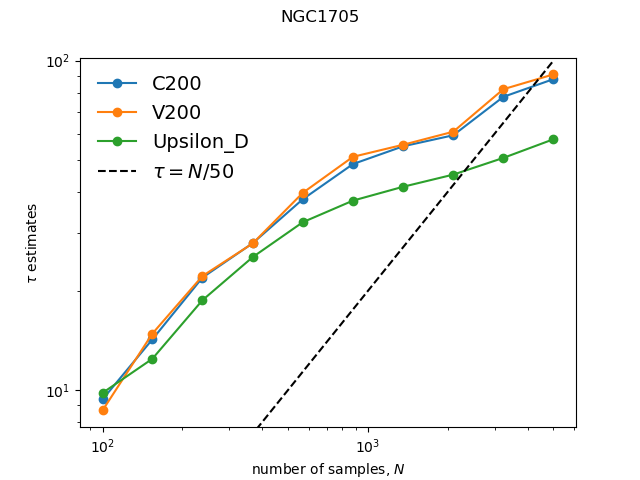 NGC1705
10²
C200
V200
Upsilon_D
τ = N/50
τ estimates
10¹
10² 10³
number of samples, N